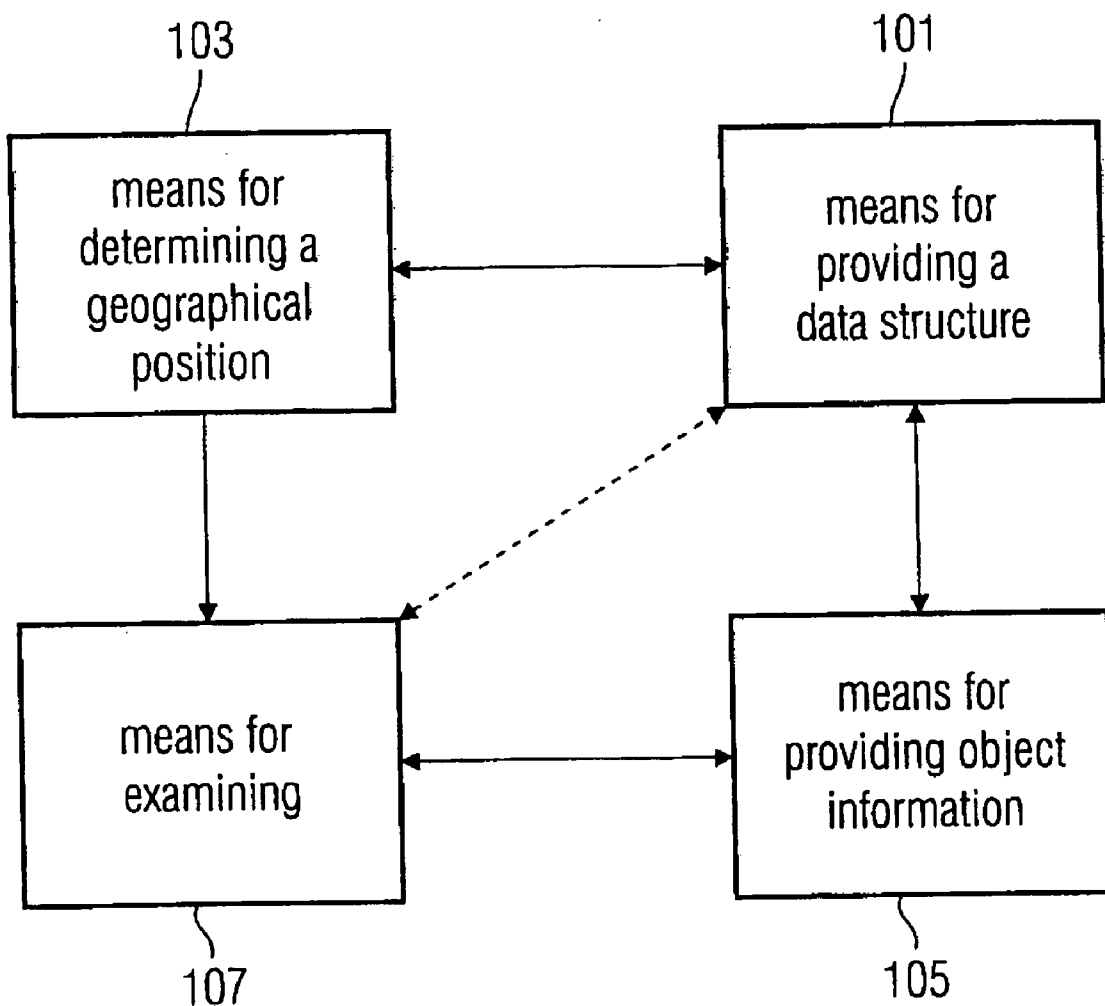 103
101
means for
determining a
geographical
position
means for
providing a
data structure
means for
examining
means for
providing object
information
107
105